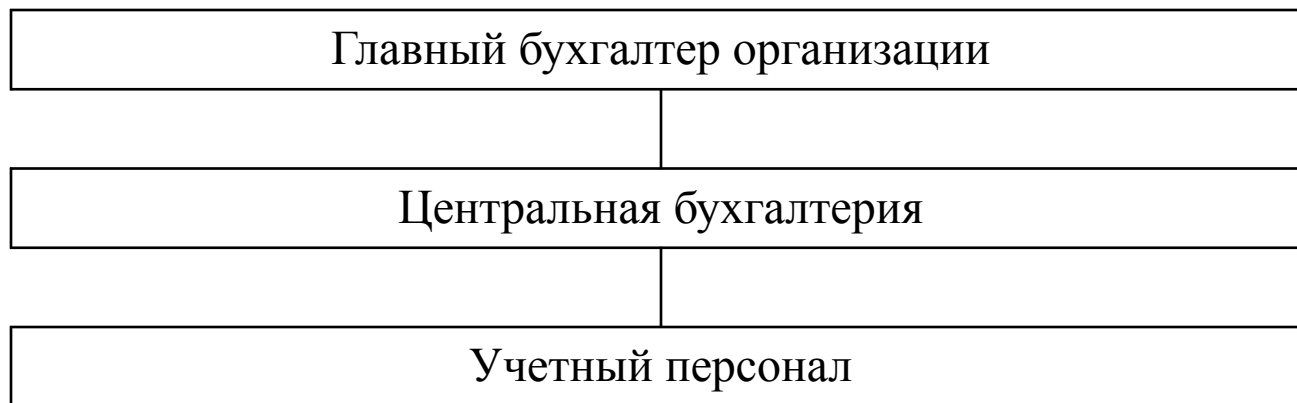 Главный бухгалтер организации
Центральная бухгалтерия
Учетный персонал